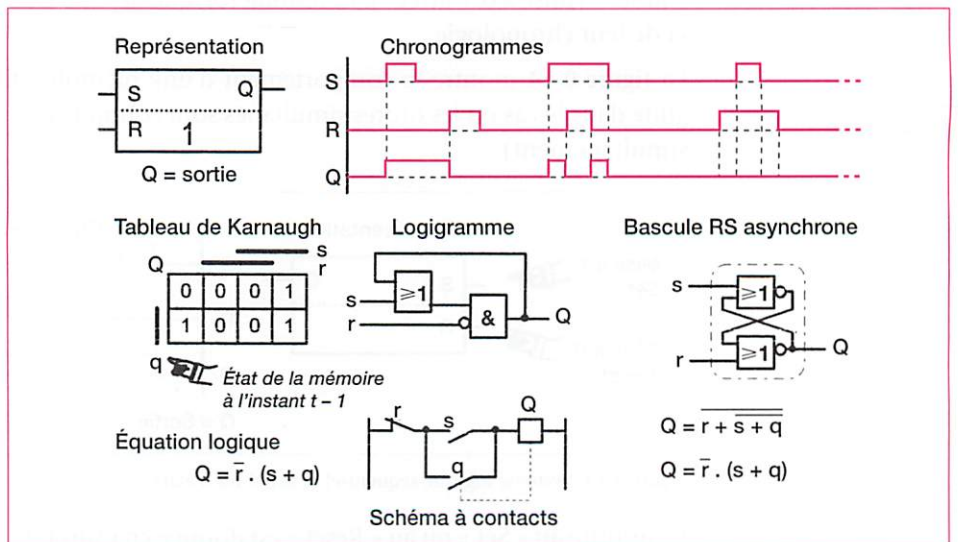 Représentation
S Q
R 1
Q = sortie
Chronogrammes
S
R
Q
Tableau de Karnaugh
s
r
Q
0 0 0 1
1 0 0 1
q
État de la mémoire
à l'instant t – 1
Équation logique
Q = r̅ . (s + q)
Logigramme
s ≥1
r & Q
r s Q
q
Schéma à contacts
Bascule RS asynchrone
s ≥1
r ≥1 Q
Q = r + s + q
Q = r̅ . (s + q)